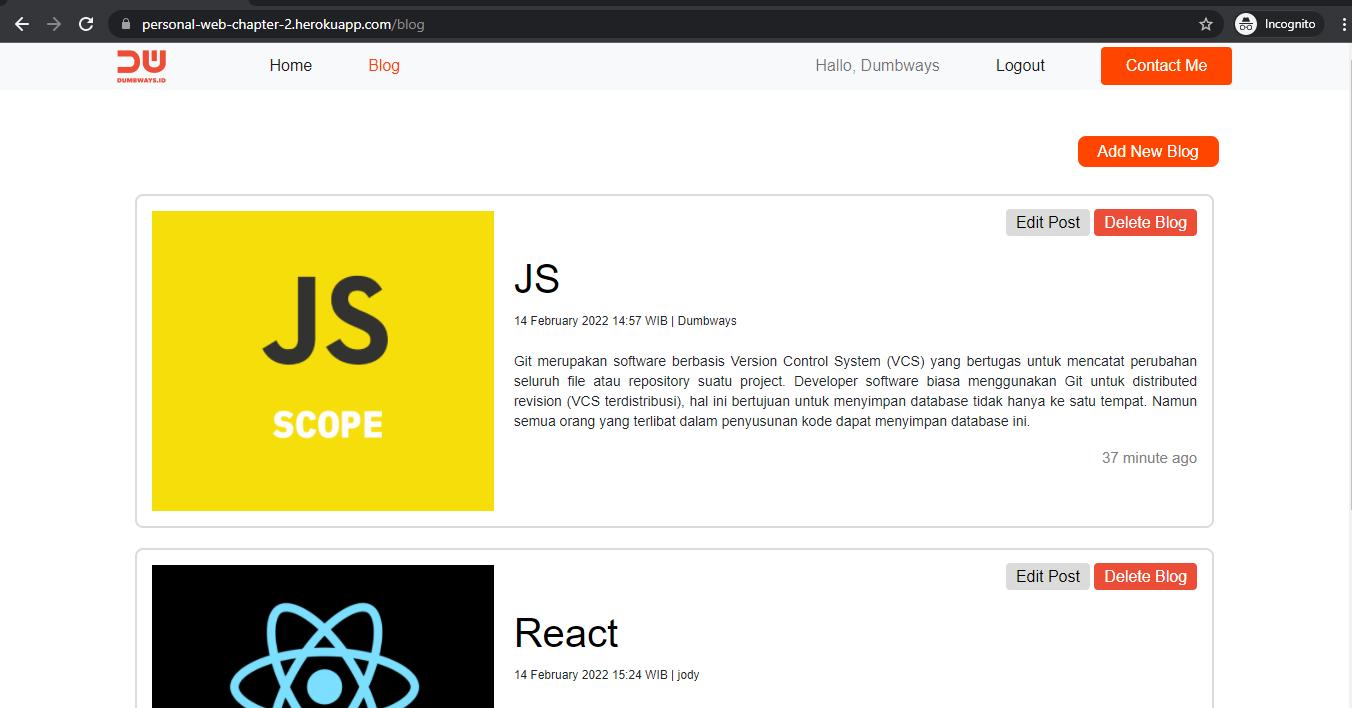 personal-web-chapter-2.herokuapp.com/blog
Incognito
DW
DUMBWAYS.ID
Home
Blog
Hallo, Dumbways
Logout
Contact Me
Add New Blog
Edit Post
Delete Blog
JS
SCOPE
JS
14 February 2022 14:57 WIB | Dumbways
Git merupakan software berbasis Version Control System (VCS) yang bertugas untuk mencatat perubahan
seluruh file atau repository suatu project. Developer software biasa menggunakan Git untuk distributed
revision (VCS terdistribusi), hal ini bertujuan untuk menyimpan database tidak hanya ke satu tempat. Namun
semua orang yang terlibat dalam penyusunan kode dapat menyimpan database ini.
37 minute ago
Edit Post
Delete Blog
React
14 February 2022 15:24 WIB | jody